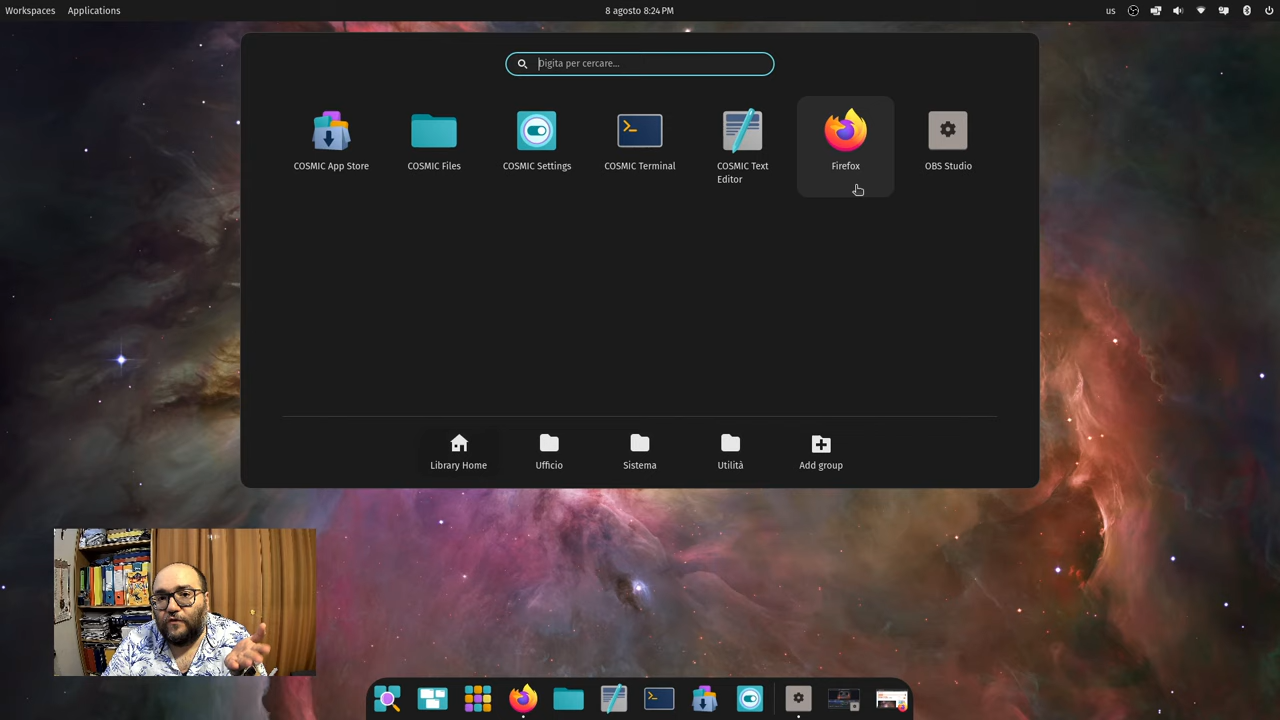 Workspaces Applications 8 agosto 8:24 PM us
Digita per cercare...
COSMIC App Store COSMIC Files COSMIC Settings COSMIC Terminal COSMIC Text Editor Firefox OBS Studio
Library Home Ufficio Sistema Utilità Add group